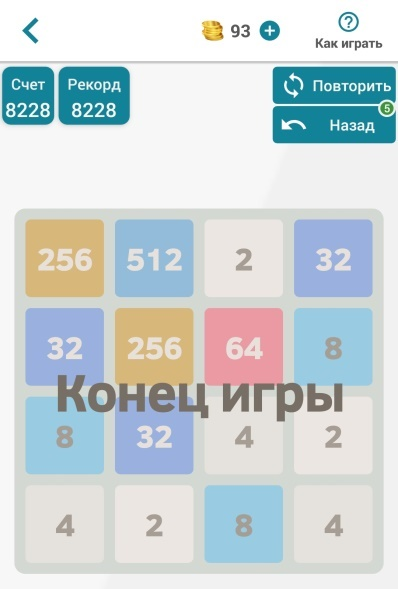 93
Как играть
Счет
8228
Рекорд
8228
Повторить
5
Назад
256 512 2 32
32 256 64 8
Конец игры
8 32 4 2
4 2 8 4